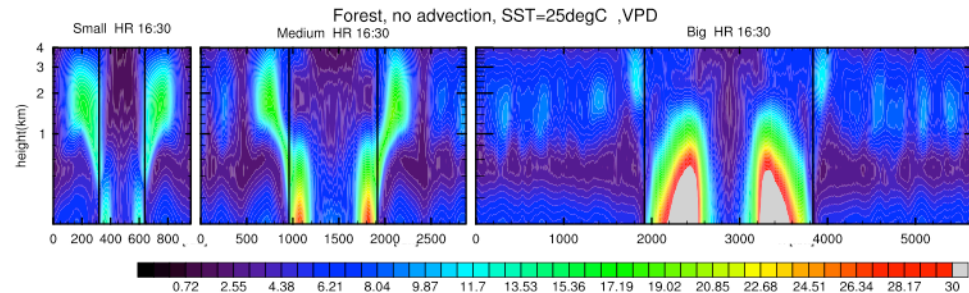 Forest, no advection, SST=25degC ,VPD
Small HR 16:30
Medium HR 16:30
Big HR 16:30
height(km)
4
3
2
1
0 200 400 600 800
0 500 1000 1500 2000 2500
0 1000 2000 3000 4000 5000
0.72 2.55 4.38 6.21 8.04 9.87 11.7 13.53 15.36 17.19 19.02 20.85 22.68 24.51 26.34 28.17 30